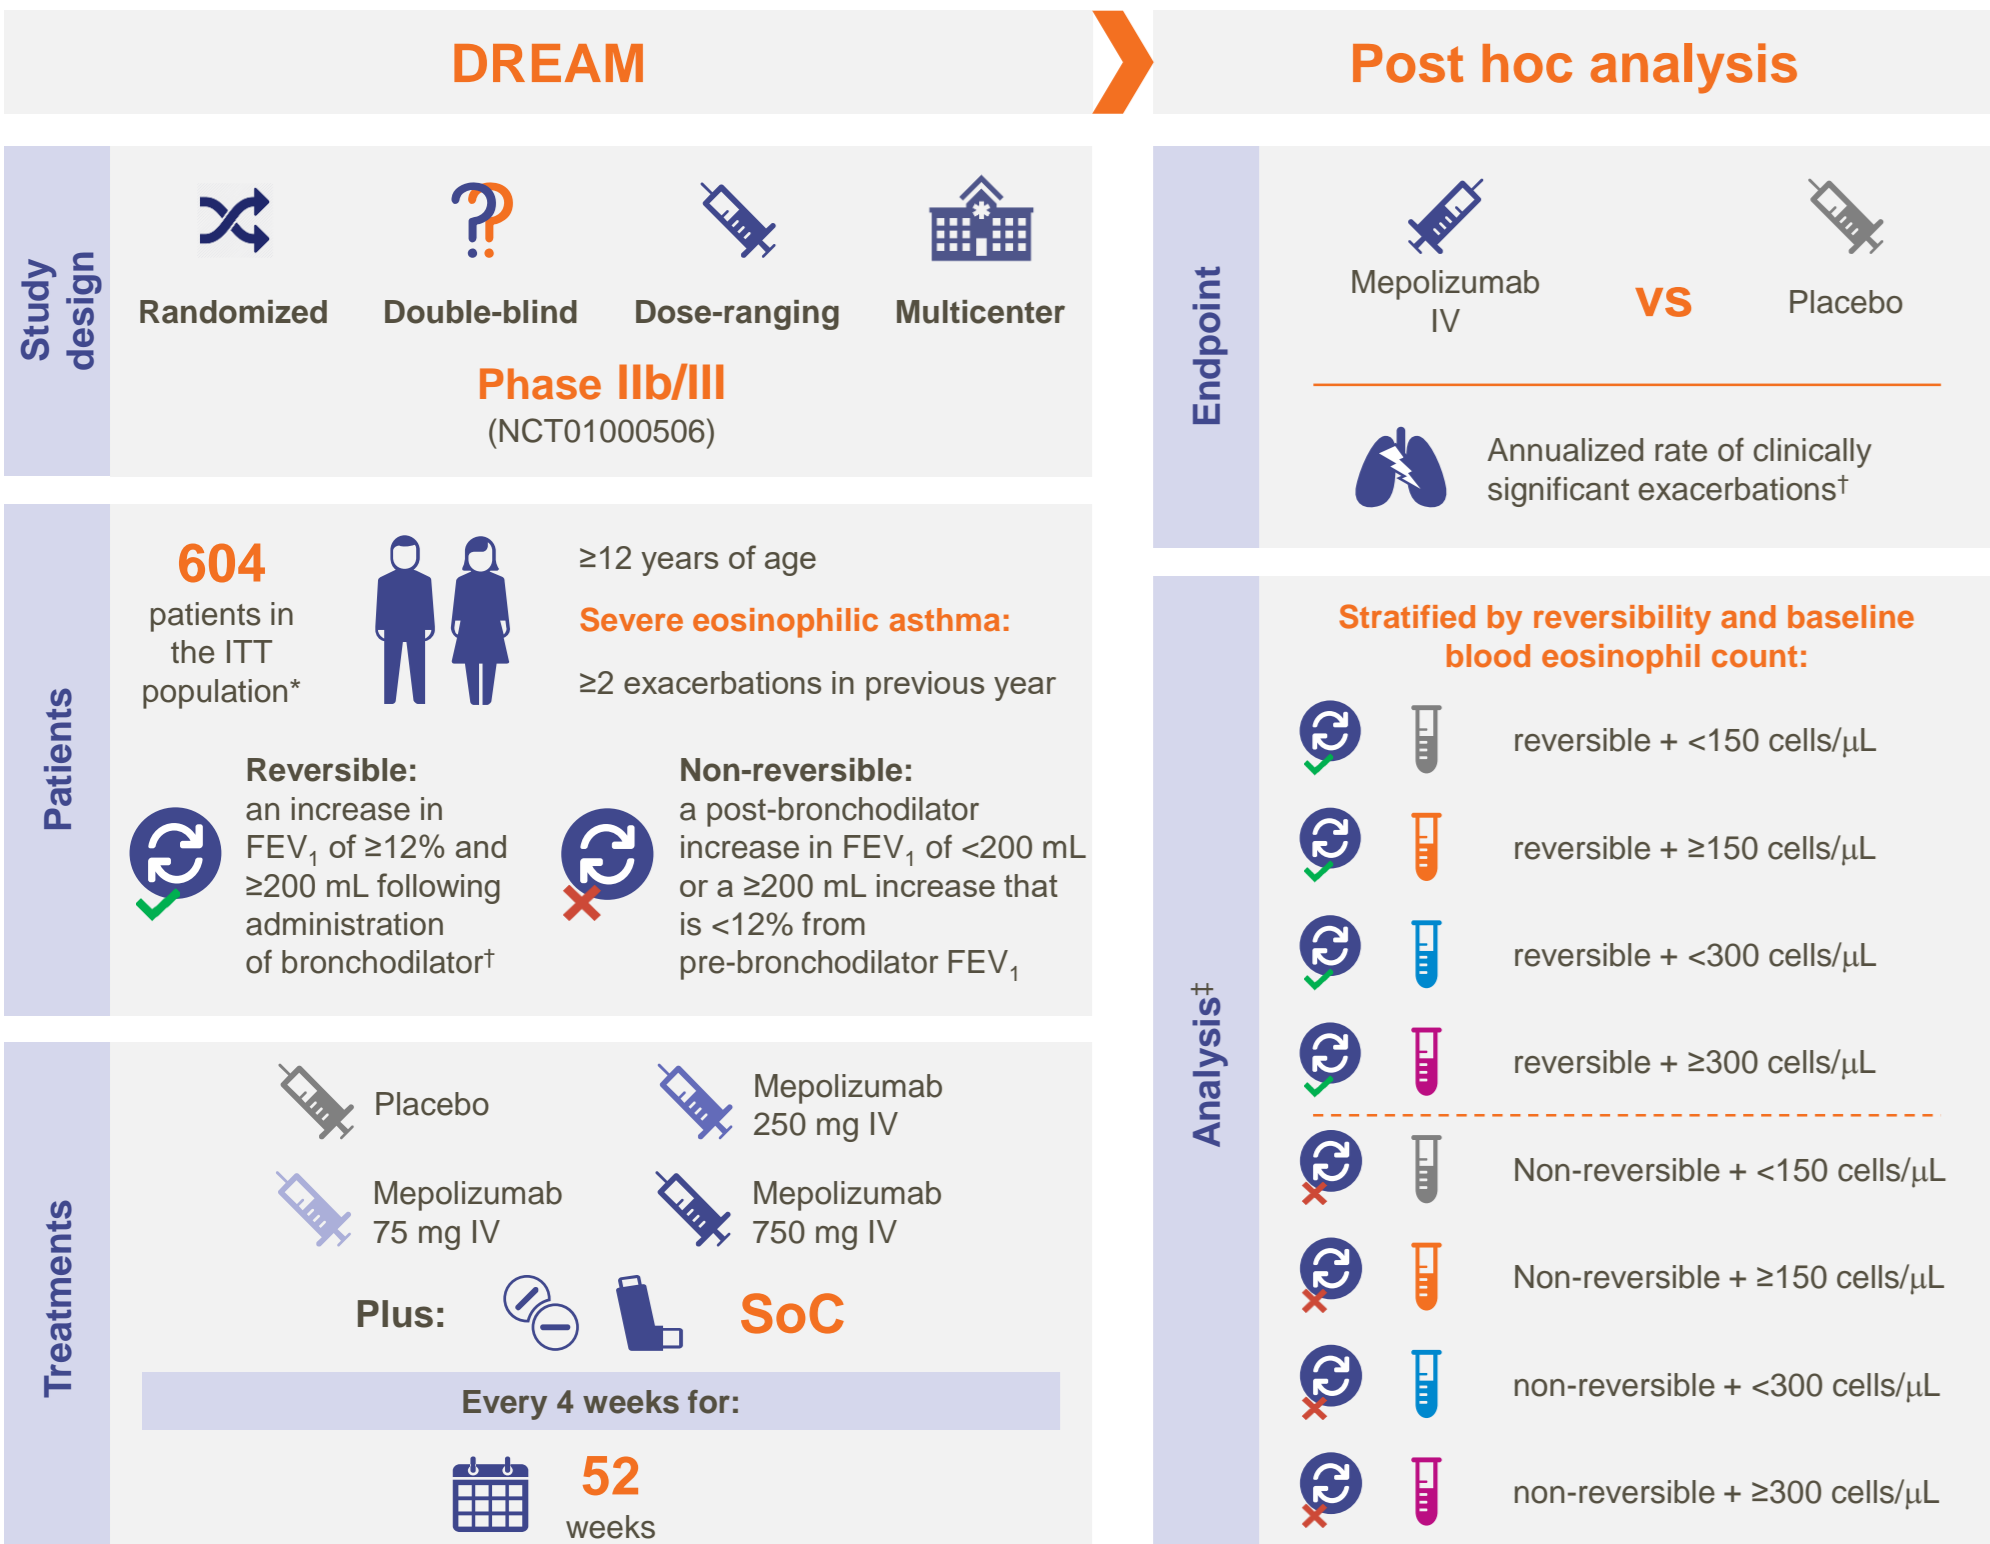 DREAM
Post hoc analysis
Study
design
Randomized
Double-blind
Dose-ranging
Multicenter
Phase IIb/III
(NCT01000506)
Patients
604
patients in
the ITT
population*
≥12 years of age
Severe eosinophilic asthma:
≥2 exacerbations in previous year
Reversible:
an increase in
FEV₁ of ≥12% and
≥200 mL following
administration
of bronchodilator†
Non-reversible:
a post-bronchodilator
increase in FEV₁ of <200 mL
or a ≥200 mL increase that
is <12% from
pre-bronchodilator FEV₁
Treatments
Placebo
Mepolizumab
250 mg IV
Mepolizumab
75 mg IV
Mepolizumab
750 mg IV
Plus:
SoC
Every 4 weeks for:
52
weeks
Endpoint
Mepolizumab
IV
vs
Placebo
Annualized rate of clinically
significant exacerbations†
Analysis‡
Stratified by reversibility and baseline
blood eosinophil count:
reversible + <150 cells/μL
reversible + ≥150 cells/μL
reversible + <300 cells/μL
reversible + ≥300 cells/μL
Non-reversible + <150 cells/μL
Non-reversible + ≥150 cells/μL
non-reversible + <300 cells/μL
non-reversible + ≥300 cells/μL